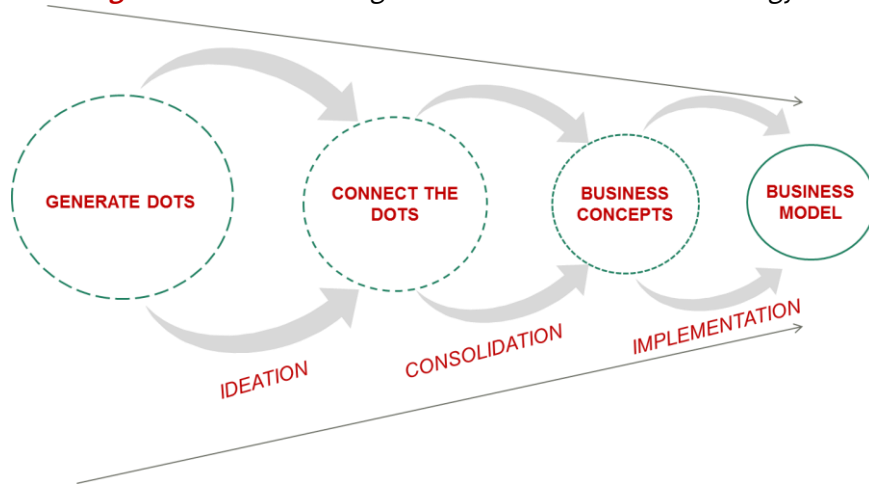 GENERATE DOTS
CONNECT THE
DOTS
BUSINESS
CONCEPTS
BUSINESS
MODEL
IDEATION
CONSOLIDATION
IMPLEMENTATION